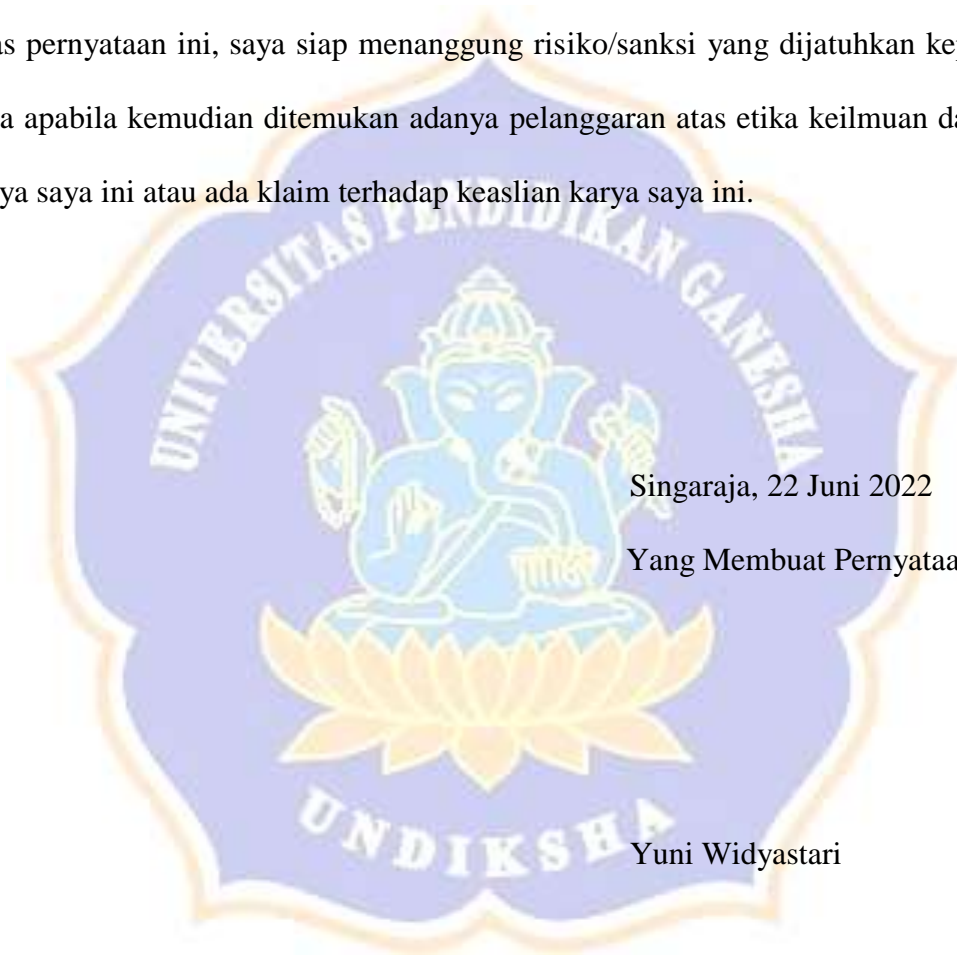 as pernyataan ini, saya siap menanggung risiko/sanksi yang dijatuhkan kep
a apabila kemudian ditemukan adanya pelanggaran atas etika keilmuan da
ya saya ini atau ada klaim terhadap keaslian karya saya ini.
UNIVERSITAS PENDIDIKAN GANESHA
Singaraja, 22 Juni 2022
Yang Membuat Pernyataa
UNDIKSHA
Yuni Widyastari